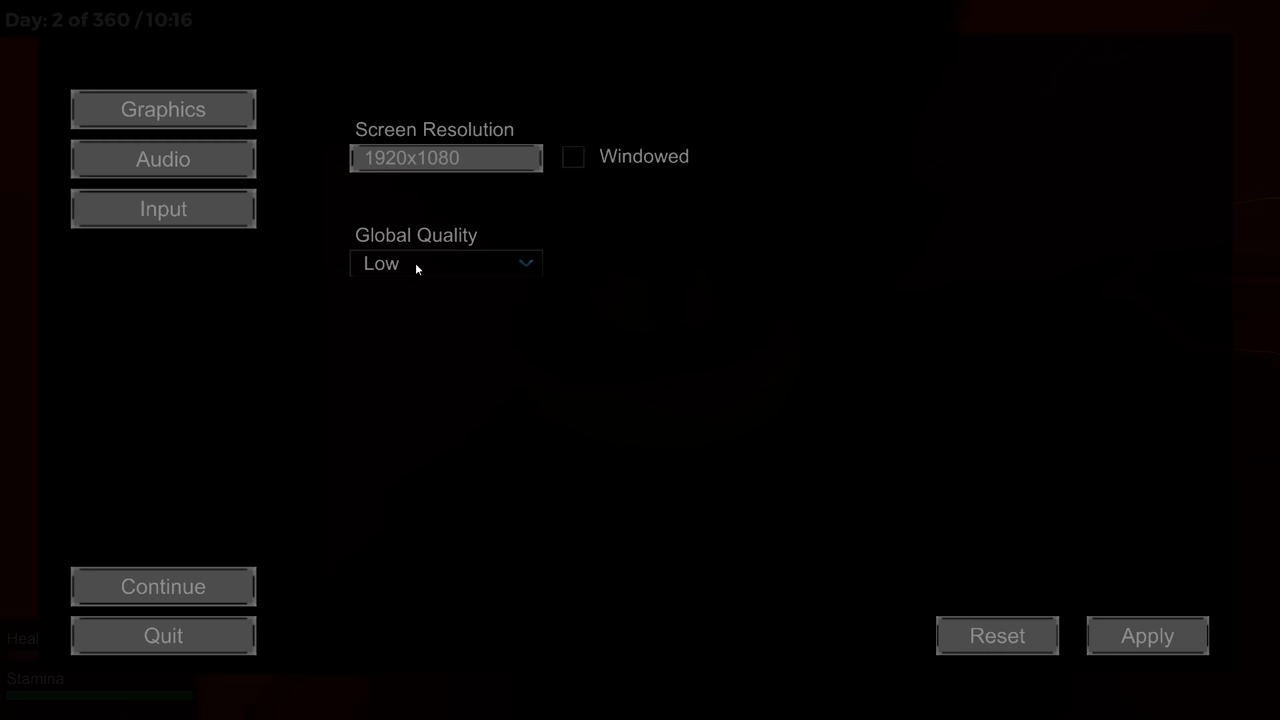 Day: 2 of 360 / 10:16
Graphics
Audio
Input
Screen Resolution
1920x1080
Windowed
Global Quality
Low
Continue
Quit
Reset
Apply
Heal
Stamina